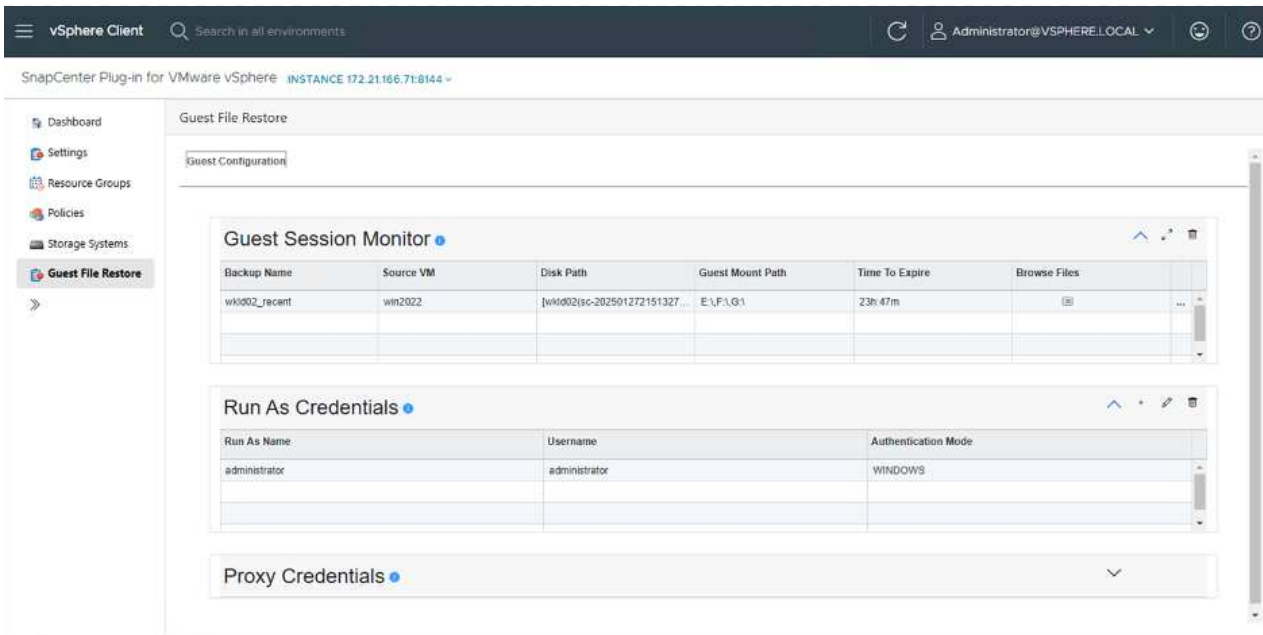 vSphere Client Search in all environments Administrator@VSPHERE.LOCAL
SnapCenter Plug-in for VMware vSphere INSTANCE 172.21.166.71:8144
Dashboard
Settings
Resource Groups
Policies
Storage Systems
Guest File Restore
Guest File Restore
Guest Configuration
Guest Session Monitor
Backup Name Source VM Disk Path Guest Mount Path Time To Expire Browse Files
wkld02_recent win2022 [wkld02(sc-202501272151327... E:\,F:\,G:\ 23h:47m ...
Run As Credentials
Run As Name Username Authentication Mode
administrator administrator WINDOWS
Proxy Credentials